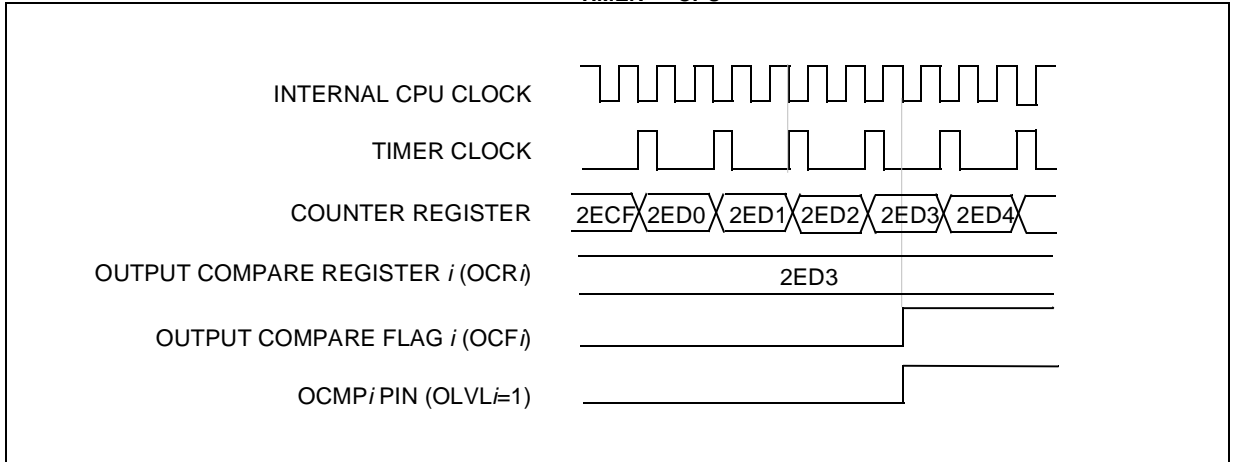 INTERNAL CPU CLOCK
TIMER CLOCK
COUNTER REGISTER
2ECF 2ED0 2ED1 2ED2 2ED3 2ED4
OUTPUT COMPARE REGISTER i (OCRi)
2ED3
OUTPUT COMPARE FLAG i (OCFi)
OCMPi PIN (OLVLi=1)